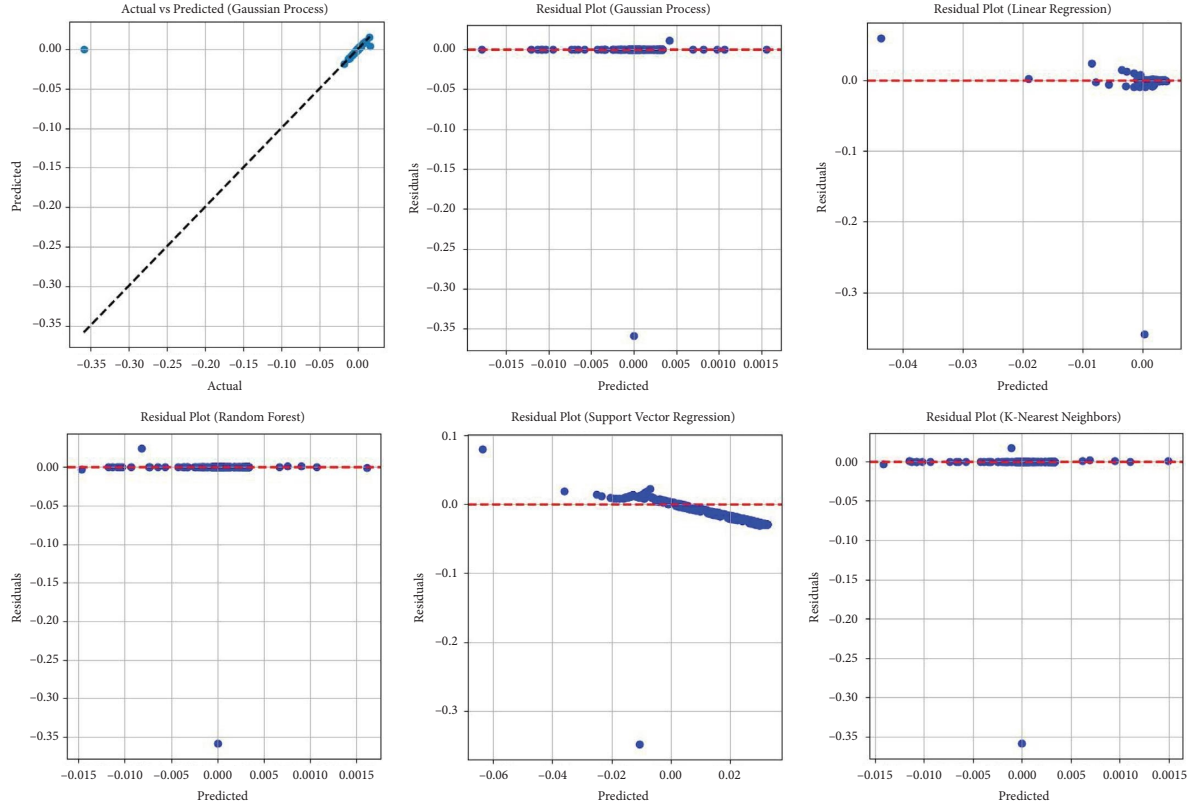 Actual vs Predicted (Gaussian Process)
0.00
−0.05
−0.10
−0.15
−0.20
−0.25
−0.30
−0.35
Predicted
−0.35 −0.30 −0.25 −0.20 −0.15 −0.10 −0.05 0.00
Actual
Residual Plot (Gaussian Process)
0.00
−0.05
−0.10
−0.15
−0.20
−0.25
−0.30
−0.35
Residuals
−0.015 −0.0010 −0.005 0.000 0.005 0.0010 0.0015
Predicted
Residual Plot (Linear Regression)
0.0
−0.1
−0.2
−0.3
Residuals
−0.04 −0.03 −0.02 −0.01 0.00
Predicted
Residual Plot (Random Forest)
0.00
−0.05
−0.10
−0.15
−0.20
−0.25
−0.30
−0.35
Residuals
−0.015 −0.010 −0.005 0.000 0.005 0.0010 0.0015
Predicted
Residual Plot (Support Vector Regression)
0.1
0.0
−0.1
−0.2
−0.3
Residuals
−0.06 −0.04 −0.02 0.00 0.02
Predicted
Residual Plot (K-Nearest Neighbors)
0.00
−0.05
−0.10
−0.15
−0.20
−0.25
−0.30
−0.35
Residuals
−0.015 −0.010 −0.005 0.000 0.005 0.0010 0.0015
Predicted